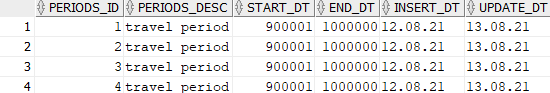 PERIODS_ID PERIODS_DESC START_DT END_DT INSERT_DT UPDATE_DT
1 1 travel period 900001 1000000 12.08.21 13.08.21
2 2 travel period 900001 1000000 12.08.21 13.08.21
3 3 travel period 900001 1000000 12.08.21 13.08.21
4 4 travel period 900001 1000000 12.08.21 13.08.21